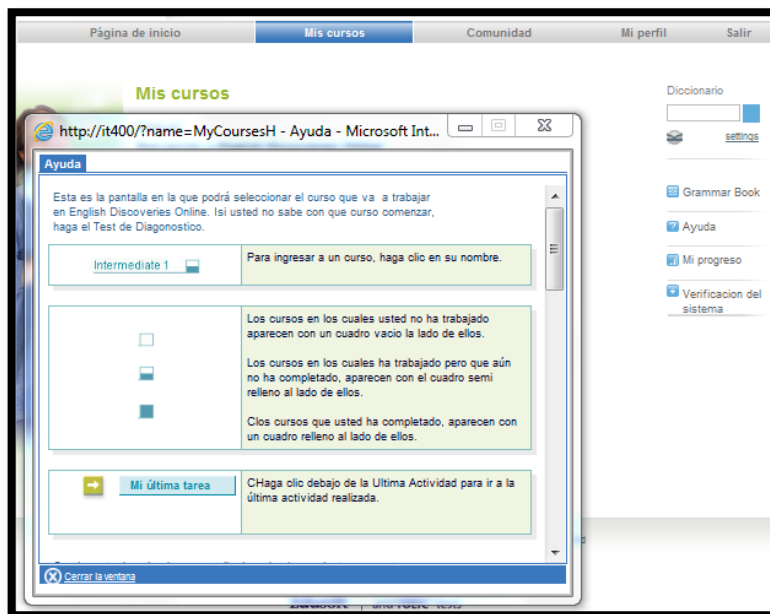 Página de inicio
Mis cursos
Comunidad
Mi perfil
Salir
Mis cursos
Diccionario
settings
Grammar Book
Ayuda
Mi progreso
Verificacion del
sistema
http://it400/?name=MyCoursesH - Ayuda - Microsoft Int...
Ayuda
Esta es la pantalla en la que podrá seleccionar el curso que va a trabajar
en English Discoveries Online. Isi usted no sabe con que curso comenzar,
haga el Test de Diagonostico.
Intermediate 1
Para ingresar a un curso, haga clic en su nombre.
Los cursos en los cuales usted no ha trabajado
aparecen con un cuadro vacio la lado de ellos.
Los cursos en los cuales ha trabajado pero que aún
no ha completado, aparecen con el cuadro semi
relleno al lado de ellos.
Clos cursos que usted ha completado, aparecen con
un cuadro relleno al lado de ellos.
Mi última tarea
CHaga clic debajo de la Ultima Actividad para ir a la
última actividad realizada.
Cerrar la ventana